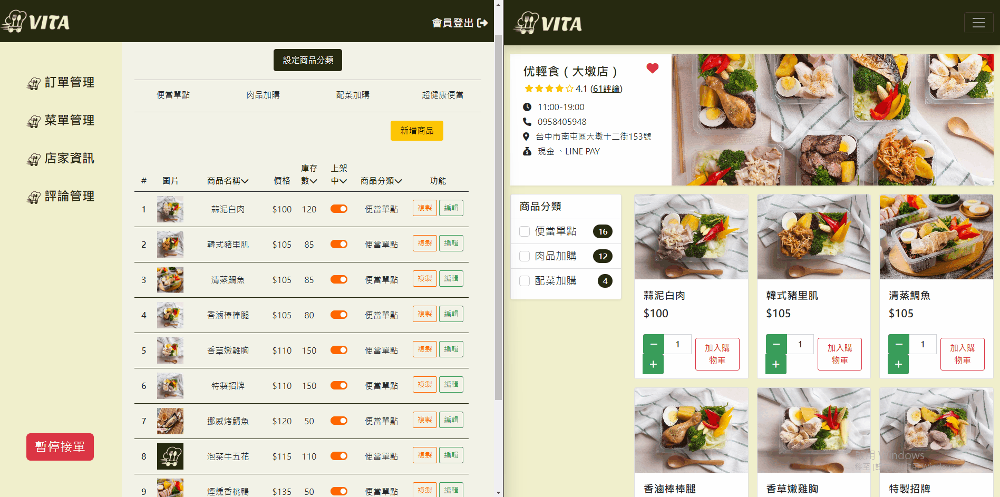 VITA
會員登出
訂單管理
菜單管理
店家資訊
評論管理
暫停接單
設定商品分類
便當單點 肉品加購 配菜加購 超健康便當
新增商品
# 圖片 商品名稱 價格 庫存數 上架中 商品分類 功能
1 蒜泥白肉 $100 120 便當單點 複製 編輯
2 韓式豬里肌 $105 85 便當單點 複製 編輯
3 清蒸鯛魚 $105 85 便當單點 複製 編輯
4 香滷棒棒腿 $105 80 便當單點 複製 編輯
5 香草嫩雞胸 $110 150 便當單點 複製 編輯
6 特製招牌 $110 150 便當單點 複製 編輯
7 挪威烤鯖魚 $120 50 便當單點 複製 編輯
8 泡菜牛五花 $115 110 便當單點 複製 編輯
9 煙燻香桃鴨 $135 50 便當單點 複製 編輯
VITA
优輕食（大墩店）
4.1 (61評論)
11:00-19:00
0958405948
台中市南屯區大墩十二街153號
現金、LINE PAY
商品分類
便當單點 16
肉品加購 12
配菜加購 4
蒜泥白肉
$100
1
加入購
物車
韓式豬里肌
$105
1
加入購
物車
清蒸鯛魚
$105
1
加入購
物車
香滷棒棒腿
香草嫩雞胸
特製招牌
啟用 Windows